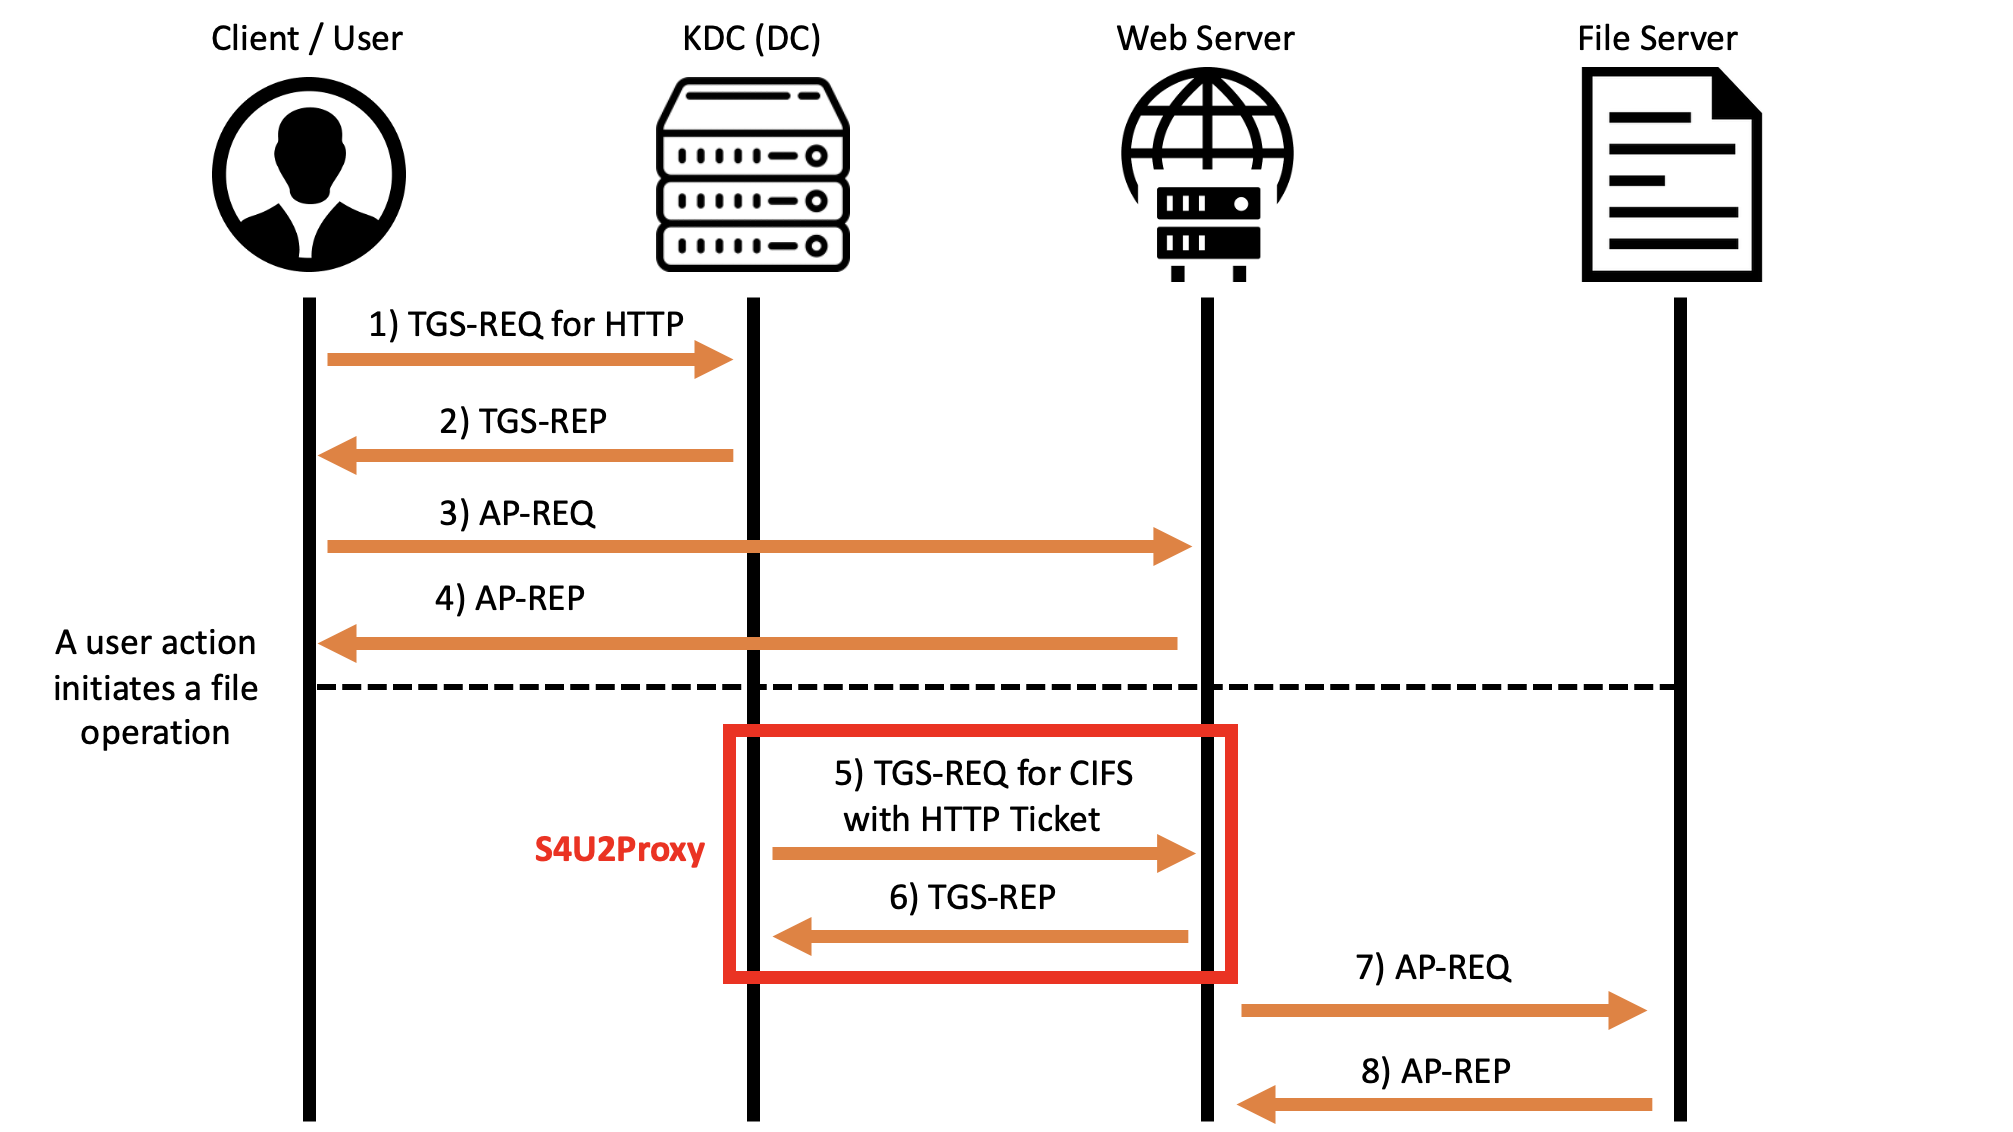 Client / User
KDC (DC)
Web Server
File Server
1) TGS-REQ for HTTP
2) TGS-REP
3) AP-REQ
4) AP-REP
A user action
initiates a file
operation
5) TGS-REQ for CIFS
with HTTP Ticket
S4U2Proxy
6) TGS-REP
7) AP-REQ
8) AP-REP